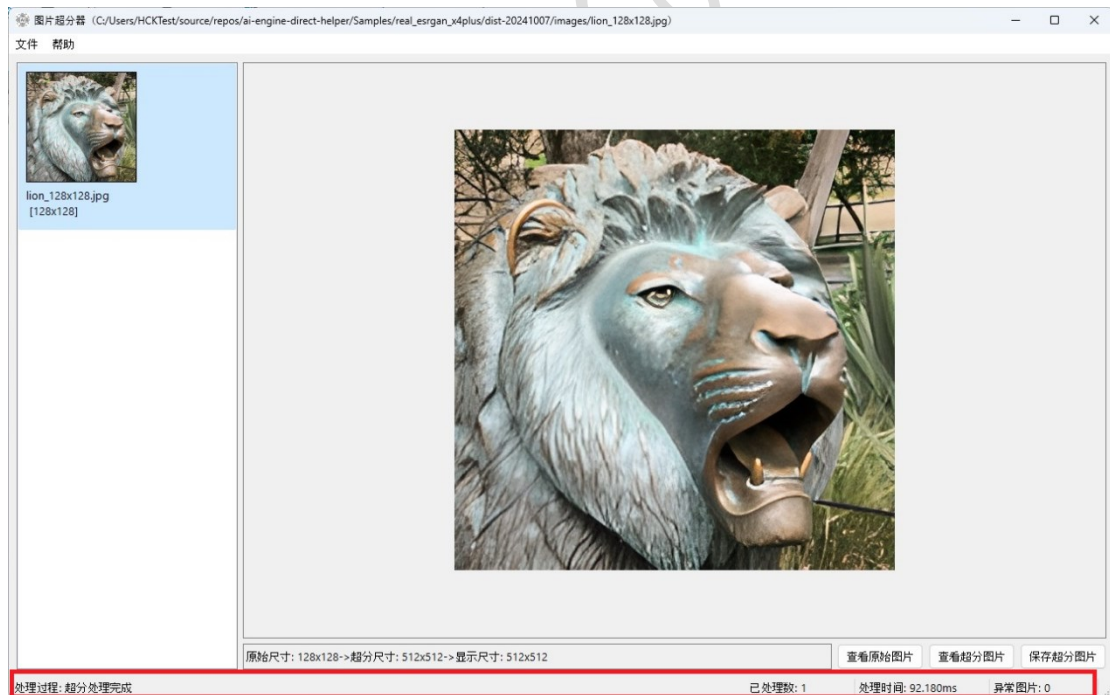 图片超分器（C:/Users/HCKTest/source/repos/ai-engine-direct-helper/Samples/real_esrgan_x4plus/dist-20241007/images/lion_128x128.jpg）
文件 帮助
lion_128x128.jpg
[128x128]
原始尺寸: 128x128->超分尺寸: 512x512->显示尺寸: 512x512
查看原始图片 查看超分图片 保存超分图片
处理过程: 超分处理完成 已处理数: 1 处理时间: 92.180ms 异常图片: 0